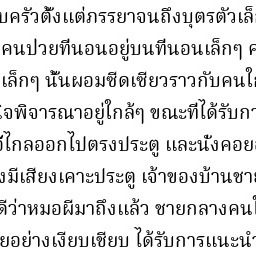 บครัวตั้งแต่ภรรยาจนถึงบุตรตัวเล็
คนป่วยที่นอนอยู่บนที่นอนเล็กๆ
เล็กๆ นั้นผอมซีดเซียวราวกับคนใ
ใจพิจารณาอยู่ใกล้ๆ ขณะที่ได้รับกา
ไกลออกไปตรงประตู และนั่งคอย
งมีเสียงเคาะประตู เจ้าของบ้านชาย
ดีว่าหมอผีมาถึงแล้ว ชายกลางคนใ
ยอย่างเงียบเชียบ ได้รับการแนะนำ